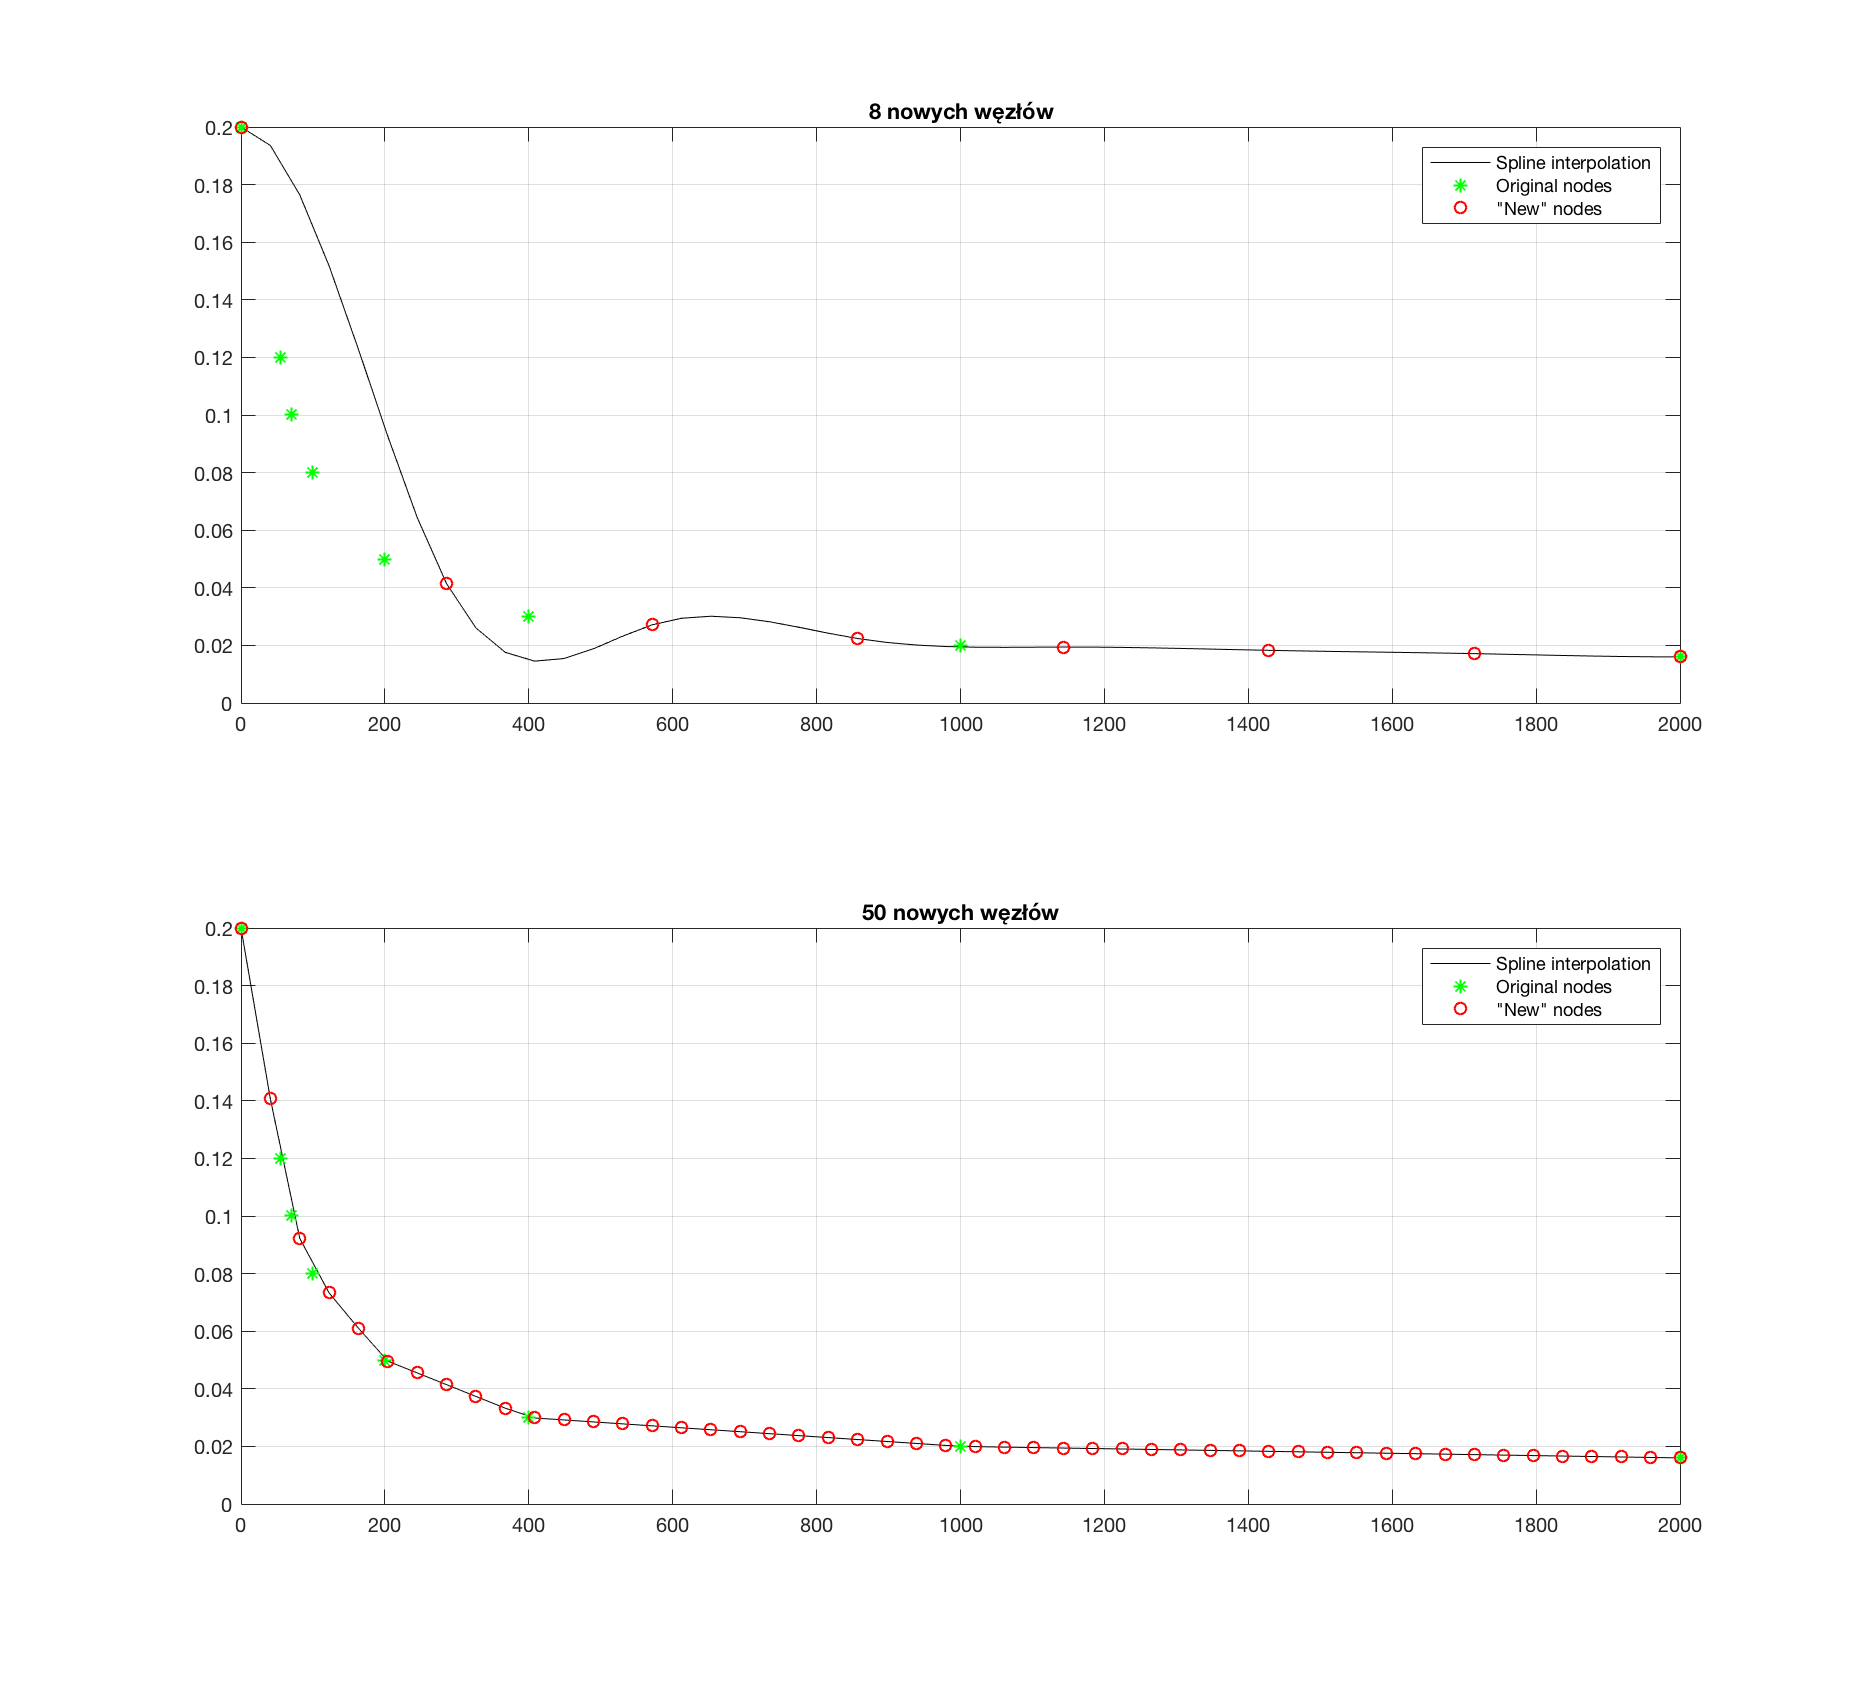 8 nowych węzłów
Spline interpolation
Original nodes
"New" nodes
0.2
0.18
0.16
0.14
0.12
0.1
0.08
0.06
0.04
0.02
0
0 200 400 600 800 1000 1200 1400 1600 1800 2000
50 nowych węzłów
Spline interpolation
Original nodes
"New" nodes
0.2
0.18
0.16
0.14
0.12
0.1
0.08
0.06
0.04
0.02
0
0 200 400 600 800 1000 1200 1400 1600 1800 2000